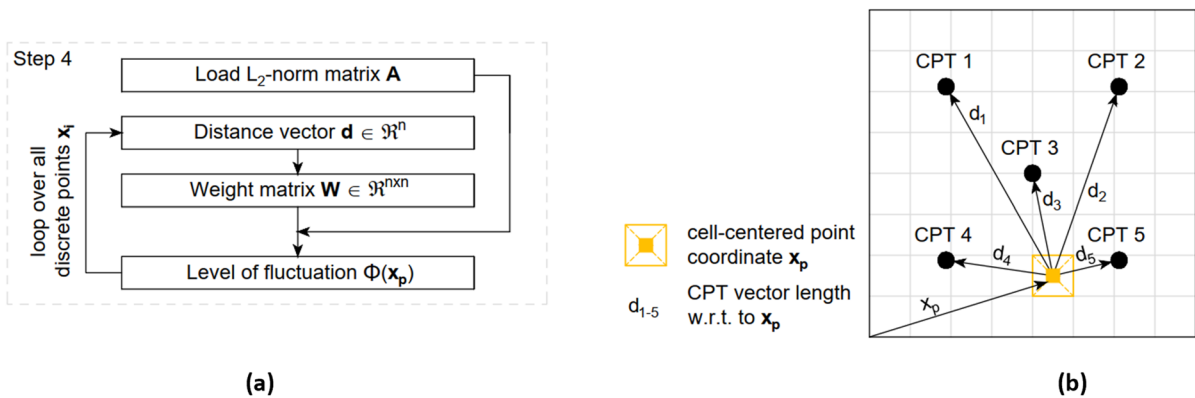 Step 4
Load L₂-norm matrix A
Distance vector d ∈ ℜⁿ
Weight matrix W ∈ ℜⁿˣⁿ
Level of fluctuation Φ(xₚ)
loop over all
discrete points xᵢ
(a)
CPT 1
CPT 2
d₁
CPT 3
d₃
d₂
CPT 4
CPT 5
d₄
d₅
xₚ
cell-centered point
coordinate xₚ
d₁₋₅
CPT vector length
w.r.t. to xₚ
(b)